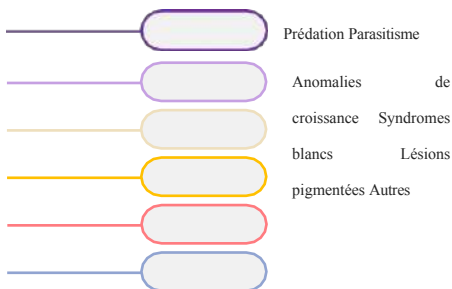 Prédation Parasitisme
Anomalies de
croissance Syndromes
blancs Lésions
pigmentées Autres